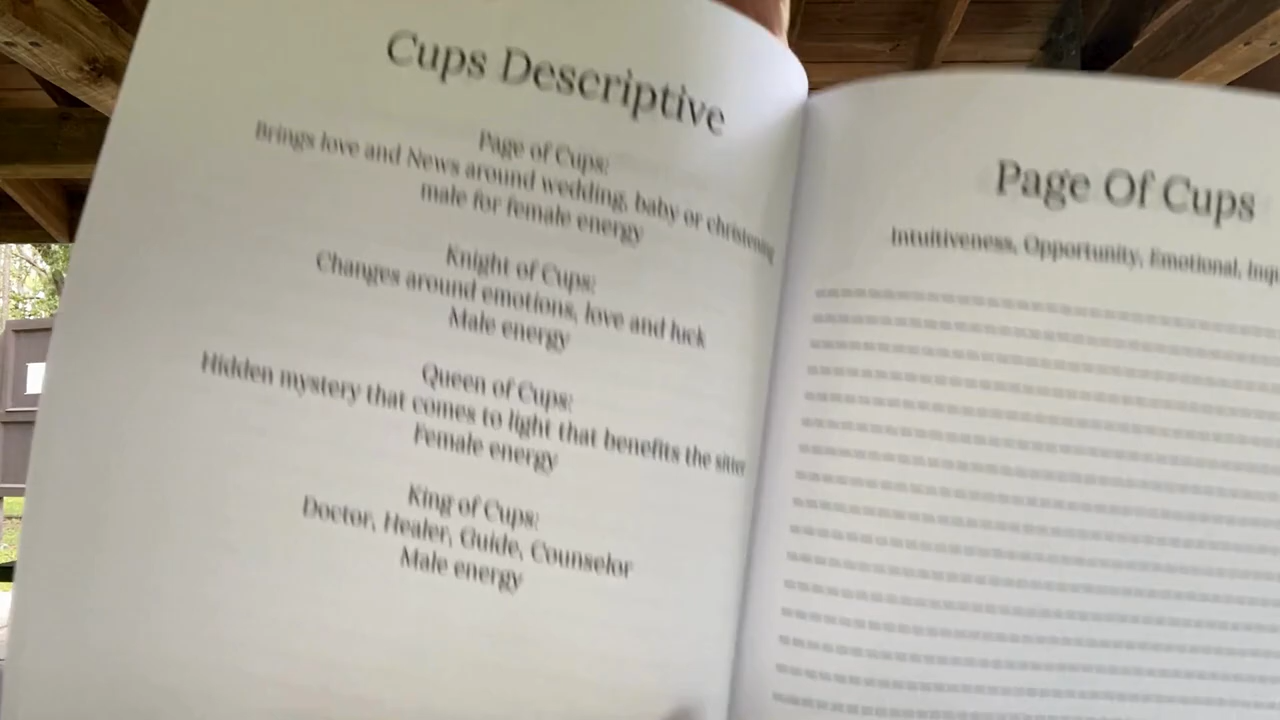 Cups Descriptive
Page of Cups:
Brings love and News around wedding, baby or christening
male for female energy
Knight of Cups:
Changes around emotions, love and luck
Male energy
Queen of Cups:
Hidden mystery that comes to light that benefits the sitter
Female energy
King of Cups:
Doctor, Healer, Guide, Counselor
Male energy
Page Of Cups
Intuitiveness, Opportunity, Emotional,